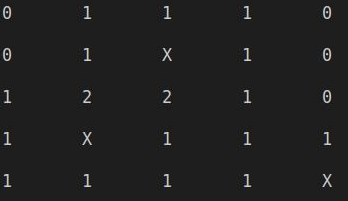 0 1 1 1 0
0 1 X 1 0
1 2 2 1 0
1 X 1 1 1
1 1 1 1 X